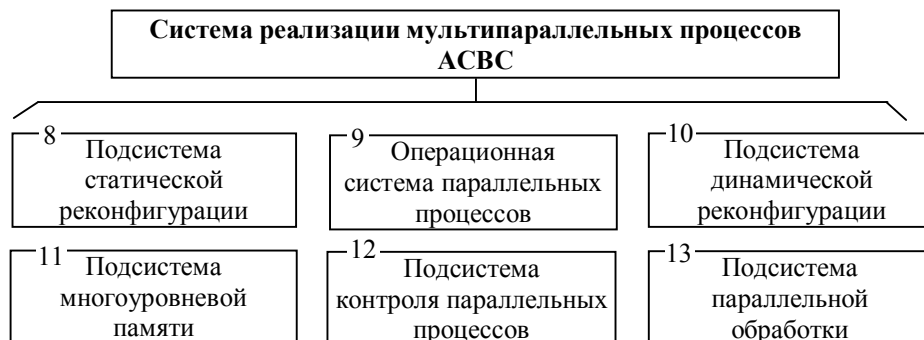 Система реализации мультипараллельных процессов
АСВС
8
Подсистема
статической
реконфигурации
9
Операционная
система параллельных
процессов
10
Подсистема
динамической
реконфигурации
11
Подсистема
многоуровневой
памяти
12
Подсистема
контроля параллельных
процессов
13
Подсистема
параллельной
обработки